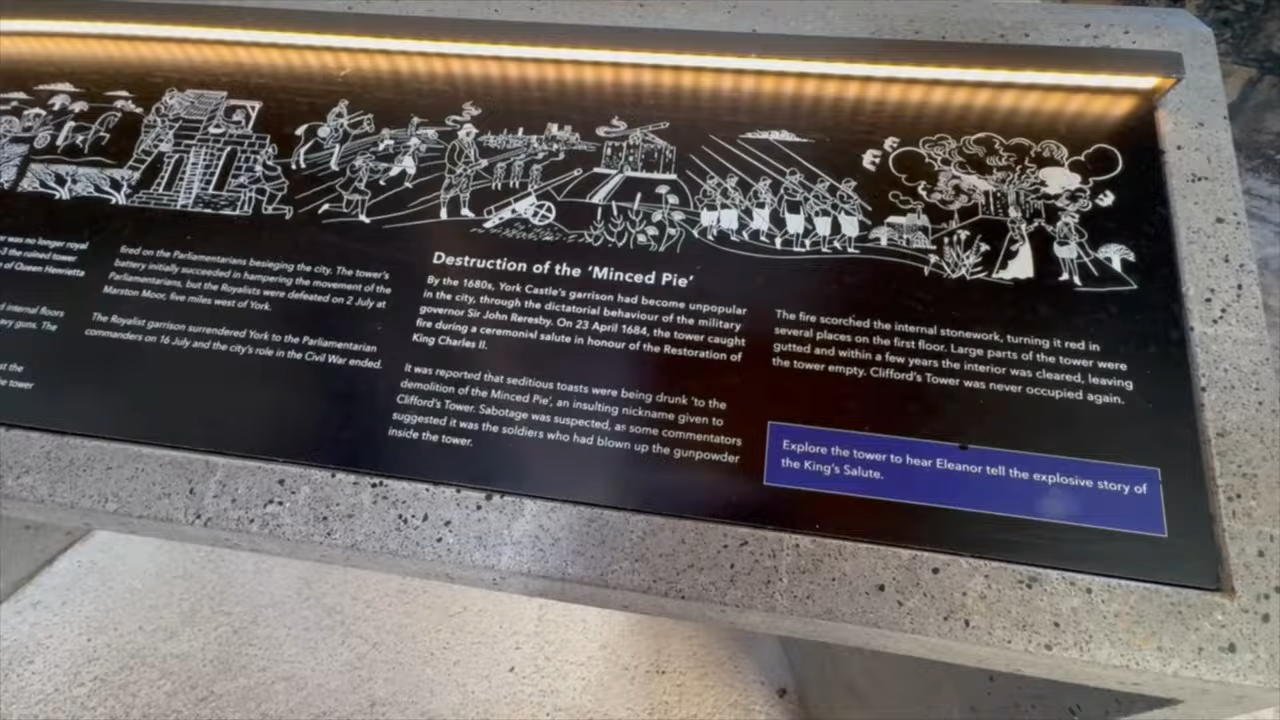 was no longer royal
the ruined tower
of Queen Henrietta
internal floors
guns. The
the
tower
fired on the Parliamentarians besieging the city. The tower's
battery initially succeeded in hampering the movement of the
Parliamentarians, but the Royalists were defeated on 2 July at
Marston Moor, five miles west of York.
The Royalist garrison surrendered York to the Parliamentarian
commanders on 16 July and the city's role in the Civil War ended.
Destruction of the 'Minced Pie'
By the 1680s, York Castle's garrison had become unpopular
in the city, through the dictatorial behaviour of the military
governor Sir John Reresby. On 23 April 1684, the tower caught
fire during a ceremonial salute in honour of the Restoration of
King Charles II.
It was reported that seditious toasts were being drunk 'to the
demolition of the Minced Pie', an insulting nickname given to
Clifford's Tower. Sabotage was suspected, as some commentators
suggested it was the soldiers who had blown up the gunpowder
inside the tower.
The fire scorched the internal stonework, turning it red in
several places on the first floor. Large parts of the tower were
gutted and within a few years the interior was cleared, leaving
the tower empty. Clifford's Tower was never occupied again.
Explore the tower to hear Eleanor tell the explosive story of
the King's Salute.